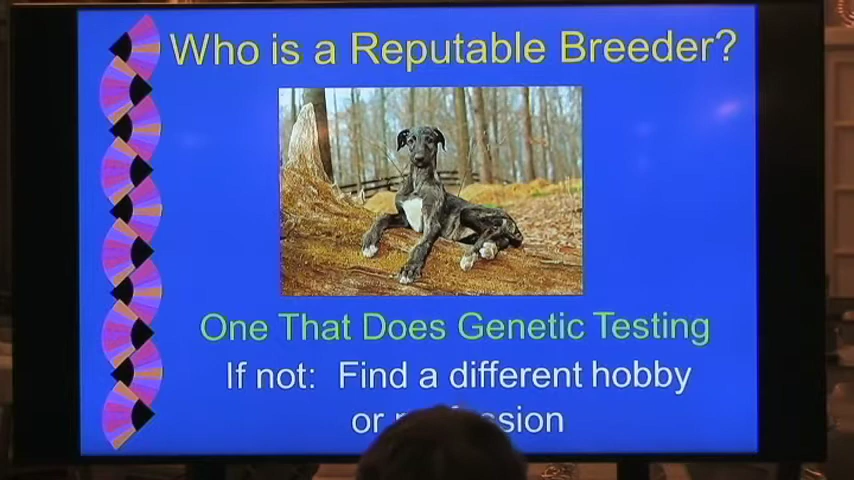 Who is a Reputable Breeder?
One That Does Genetic Testing
If not: Find a different hobby
or